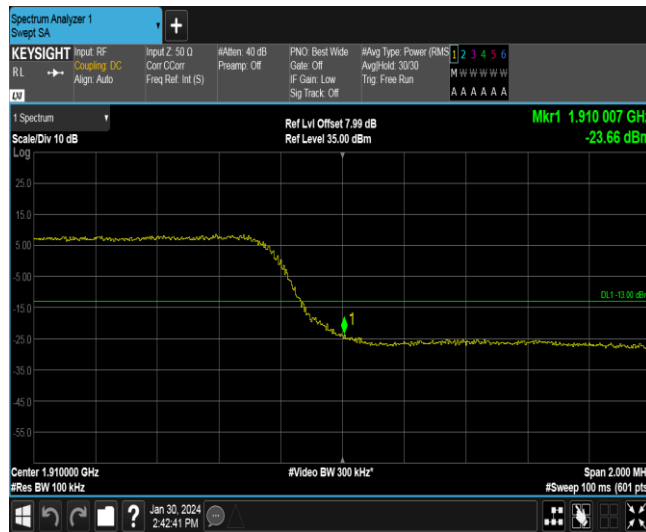 Spectrum Analyzer 1
Swept SA
+
KEYSIGHT
RL
LXI
Input: RF
Coupling: DC
Align: Auto
Input Z: 50 Ω
Corr CCorr
Freq Ref: Int (S)
#Atten: 40 dB
Preamp: Off
PNO: Best Wide
Gate: Off
IF Gain: Low
Sig Track: Off
#Avg Type: Power (RMS
Avg|Hold: 30/30
Trig: Free Run
1 2 3 4 5 6
M W W W W W
A A A A A A
1 Spectrum
Scale/Div 10 dB
Ref Lvl Offset 7.99 dB
Ref Level 35.00 dBm
Mkr1 1.910 007 GHz
-23.66 dBm
Log
25.0
15.0
5.00
-5.00
DL1 -13.00 dBm
-15.0
1
-25.0
-35.0
-45.0
-55.0
Center 1.910000 GHz
#Res BW 100 kHz
#Video BW 300 kHz*
Span 2.000 MH
#Sweep 100 ms (601 pts
?
Jan 30, 2024
2:42:41 PM